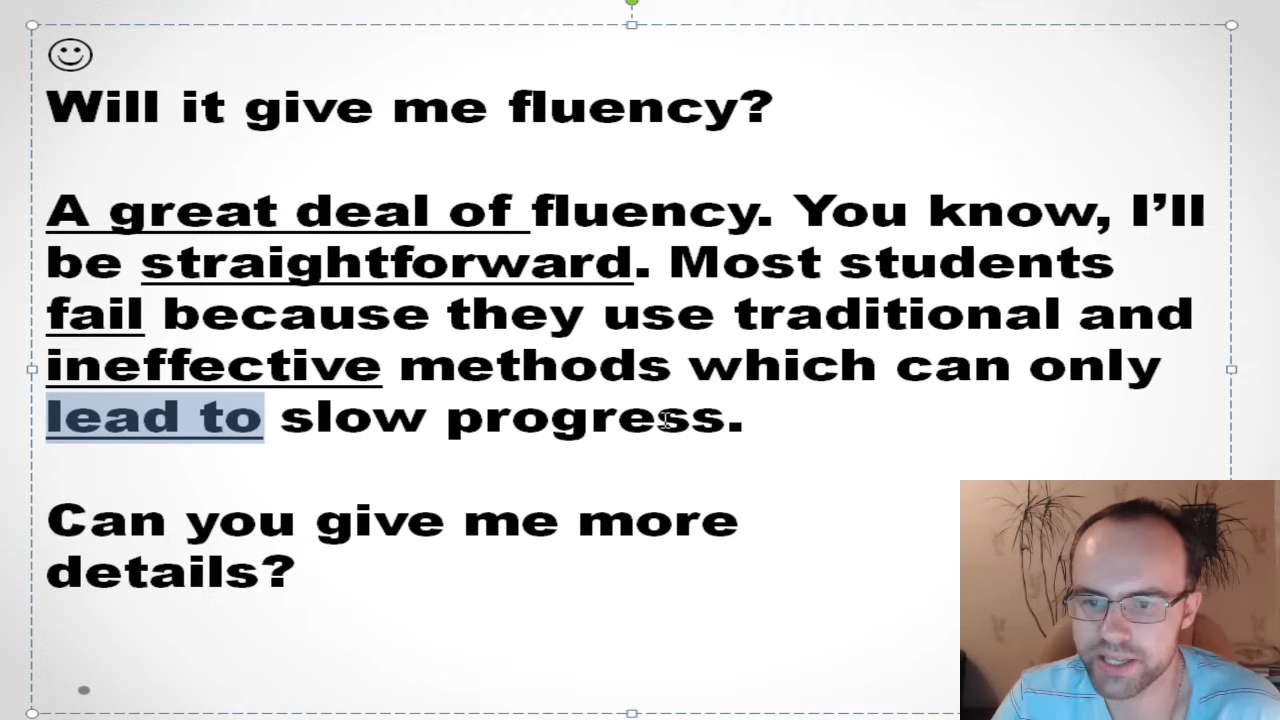 Will it give me fluency?
A great deal of fluency. You know, I’ll
be straightforward. Most students
fail because they use traditional and
ineffective methods which can only
lead to slow progress.
Can you give me more
details?